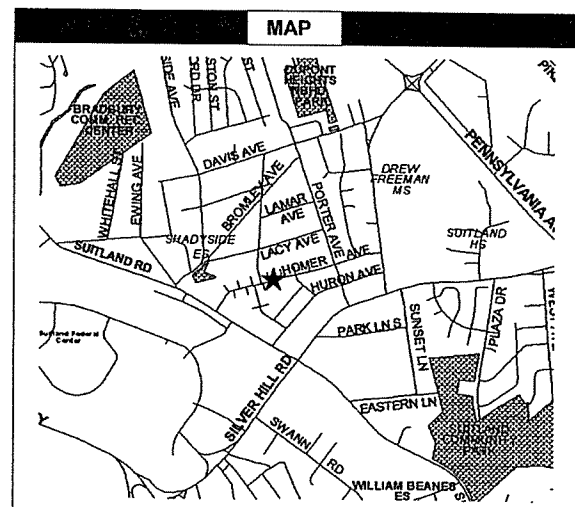 MAP
BRADBURY
COMM. REC.
CENTER
SIDE AVE
DUPONT
HEIGHTS
NBHD
PARK
DAVIS AVE
WHITEHALL ST
EWING AVE
BROMLEY AVE
LAMAR
AVE
PORTER AVE
DREW
FREEMAN
MS
PENNSYLVANIA
SHADYSIDE
ES
SUITLAND RD
LACY AVE
HOMER AVE
HURON AVE
SUITLAND
HS
Suitland Federal
Center
PARK LN S
SUNSET LN
PLAZA DR
SILVER HILL RD
EASTERN LN
SWANN
RD
SUITLAND
COMMUNITY
PARK
WILLIAM BEANES
ES